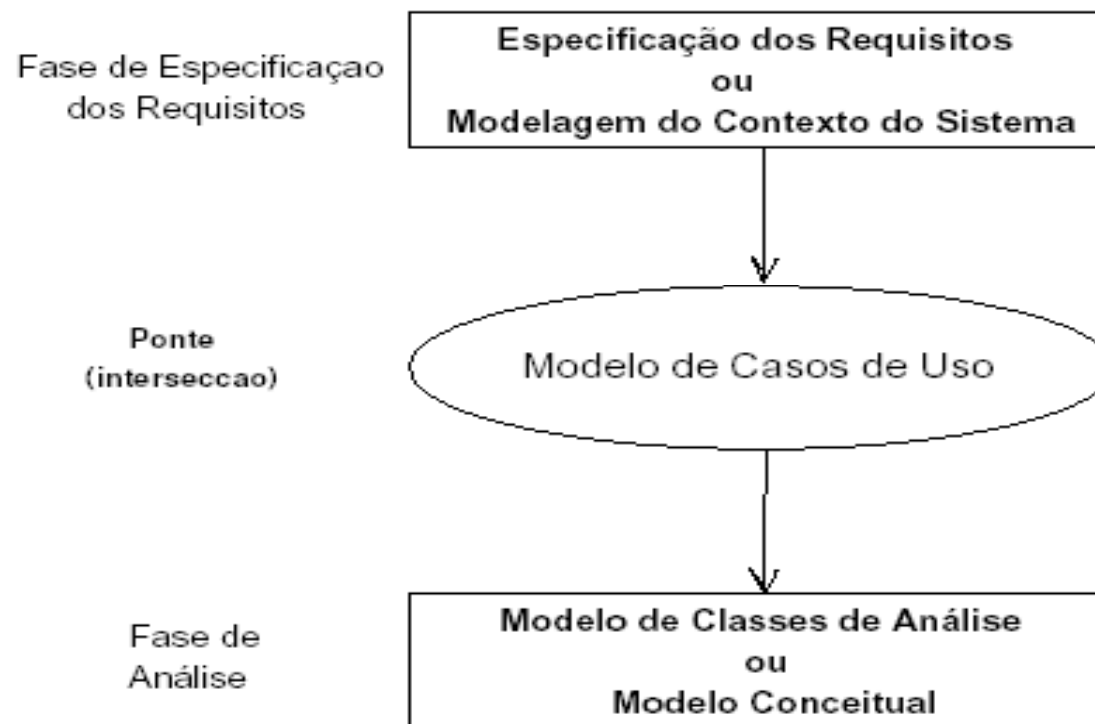 Fase de Especificaçao
dos Requisitos
Especificação dos Requisitos
ou
Modelagem do Contexto do Sistema
Ponte
(interseccao)
Modelo de Casos de Uso
Fase de
Análise
Modelo de Classes de Análise
ou
Modelo Conceitual